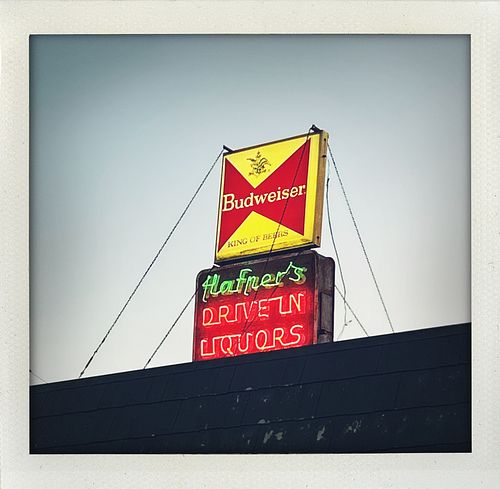 Budweiser
KING OF BEERS
Hafner's
DRIVE IN
LIQUORS